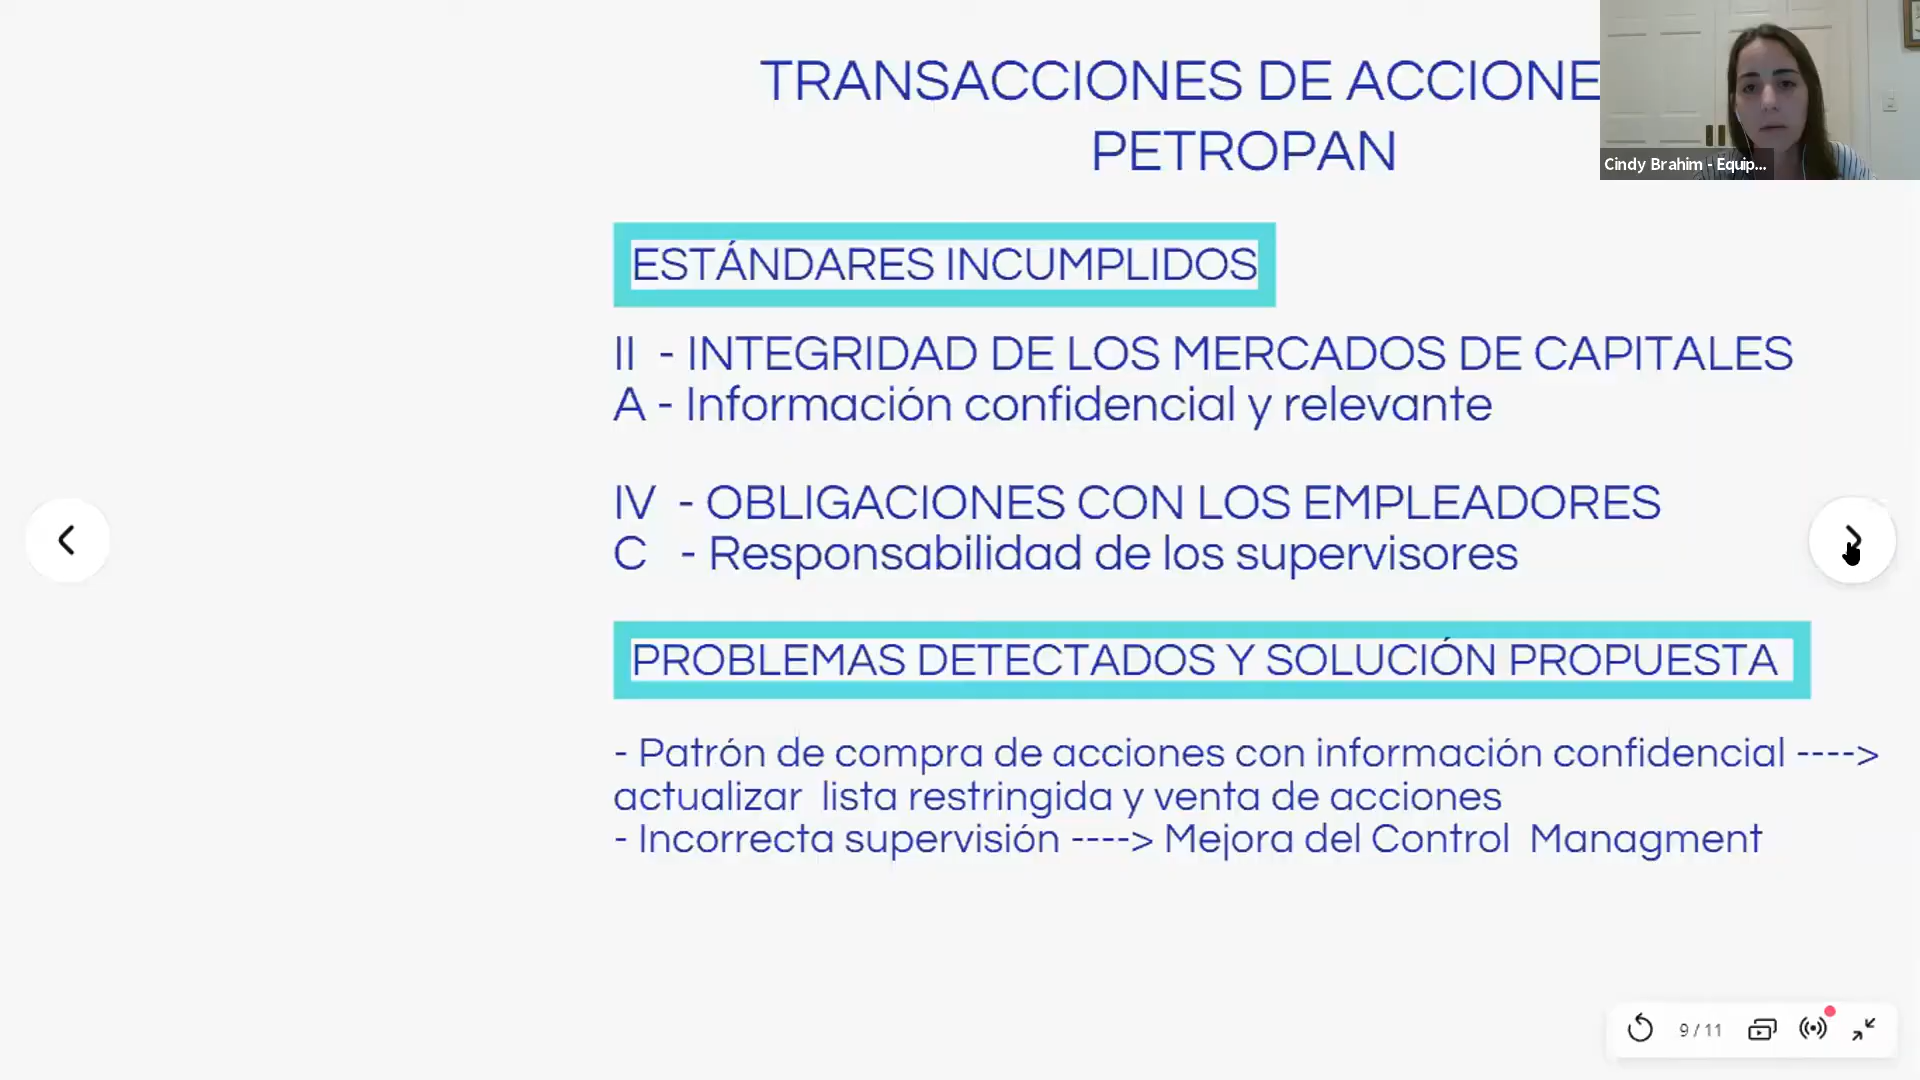 TRANSACCIONES DE ACCIONE
PETROPAN
Cindy Brahim - Equip...
ESTÁNDARES INCUMPLIDOS
II - INTEGRIDAD DE LOS MERCADOS DE CAPITALES
A - Información confidencial y relevante
IV - OBLIGACIONES CON LOS EMPLEADORES
C - Responsabilidad de los supervisores
PROBLEMAS DETECTADOS Y SOLUCIÓN PROPUESTA
- Patrón de compra de acciones con información confidencial ---->
actualizar lista restringida y venta de acciones
- Incorrecta supervisión ----> Mejora del Control Managment
9 / 11